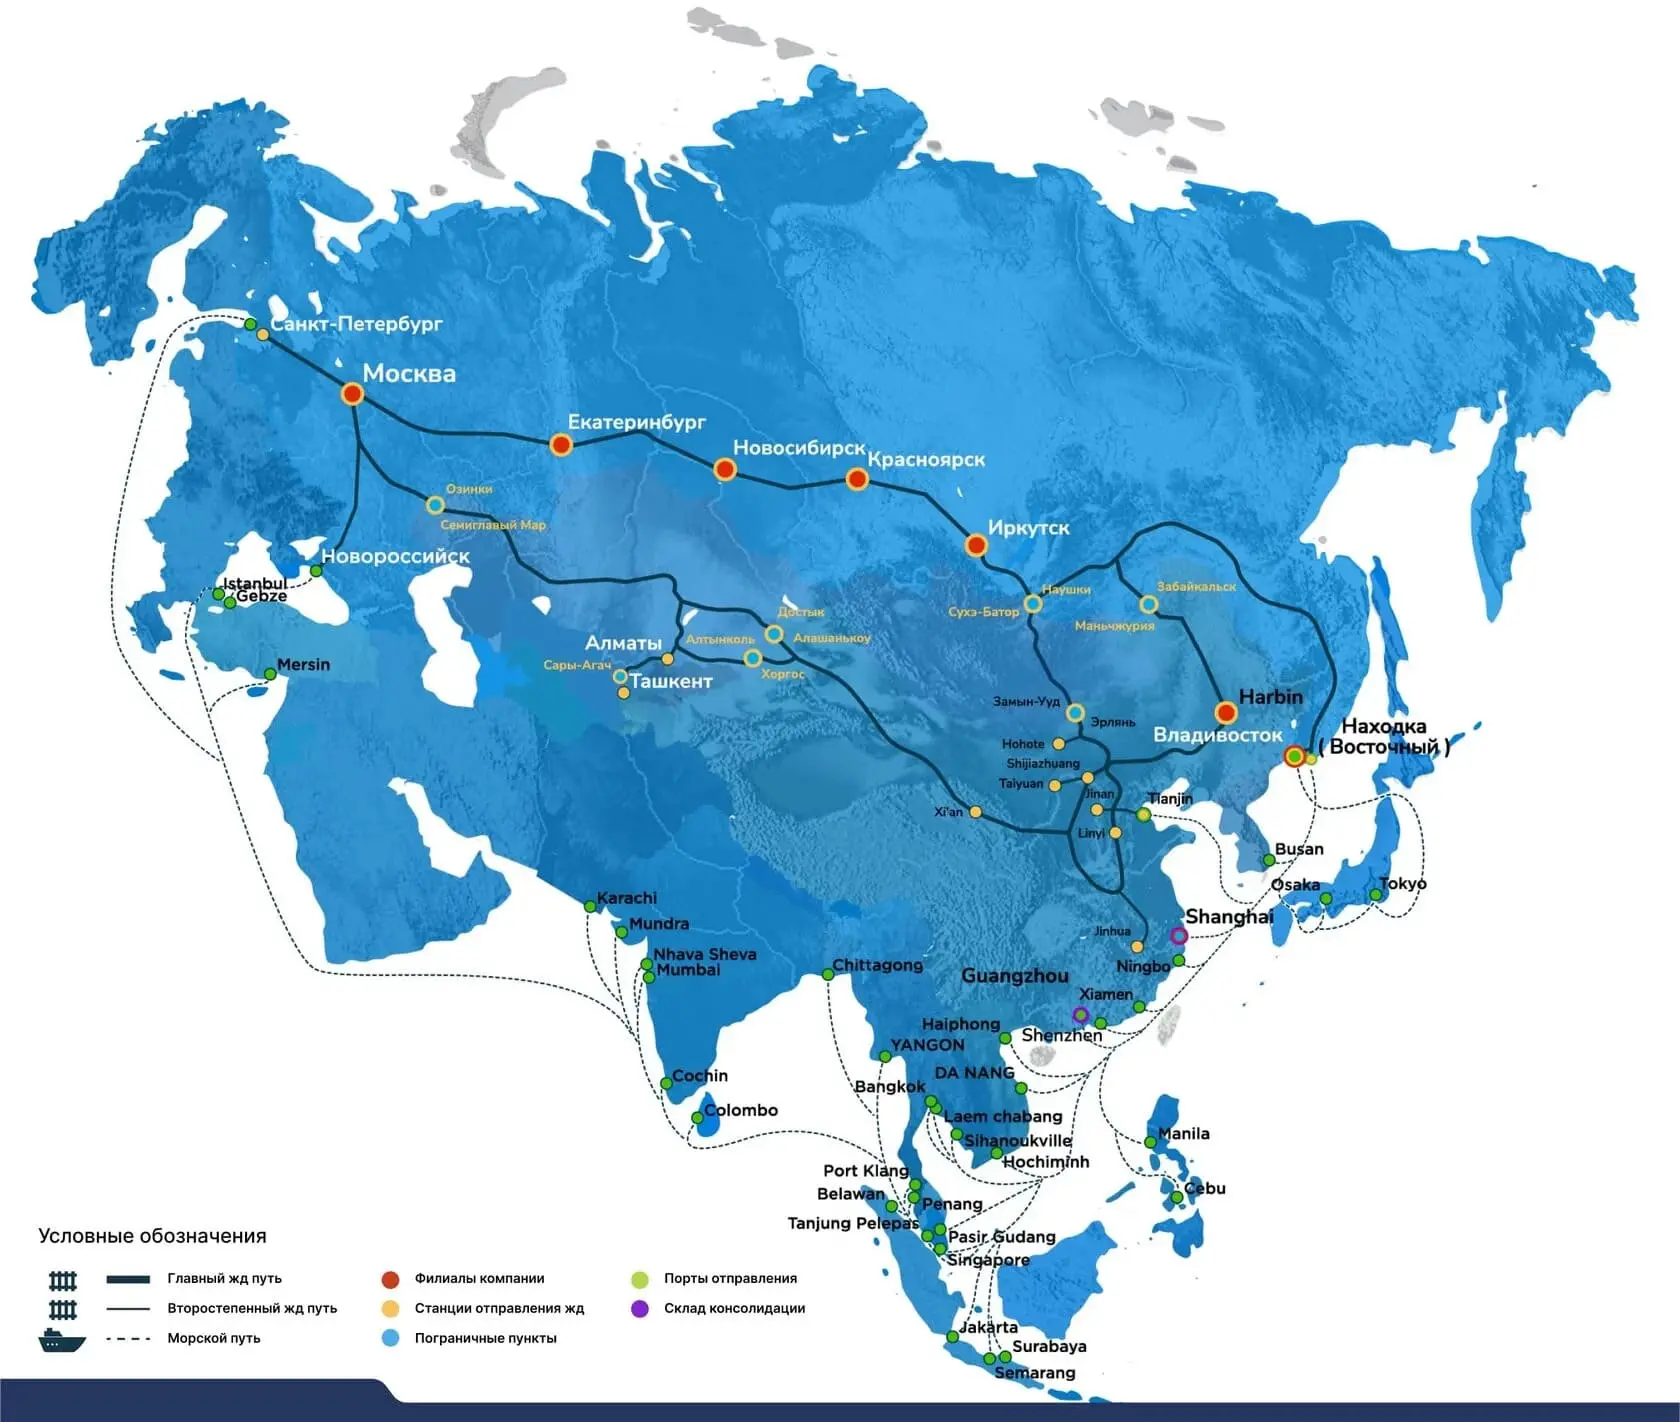 Санкт-Петербург
Москва
Екатеринбург
Новосибирск
Красноярск
Озинки
Семиглавый Мар
Иркутск
Новороссийск
Istanbul
Gebze
Наушки
Сухэ-Батор
Забайкальск
Маньчжурия
Достык
Алматы
Алтынколь
Алашанькоу
Сары-Агач
Хоргос
Ташкент
Mersin
Замын-Ууд
Эрлянь
Harbin
Владивосток
Находка
( Восточный )
Hohote
Shijiazhuang
Taiyuan
Jinan
Tianjin
Xi'an
Linyi
Busan
Osaka
Tokyo
Karachi
Mundra
Shanghai
Jinhua
Nhava Sheva
Mumbai
Chittagong
Guangzhou
Ningbo
Xiamen
Haiphong
Shenzhen
YANGON
DA NANG
Cochin
Bangkok
Colombo
Laem chabang
Sihanoukville
Manila
Hochiminh
Port Klang
Belawan
Penang
Cebu
Tanjung Pelepas
Pasir Gudang
Singapore
Jakarta
Surabaya
Semarang
Условные обозначения
Главный жд путь
Филиалы компании
Порты отправления
Второстепенный жд путь
Станции отправления жд
Склад консолидации
Морской путь
Пограничные пункты